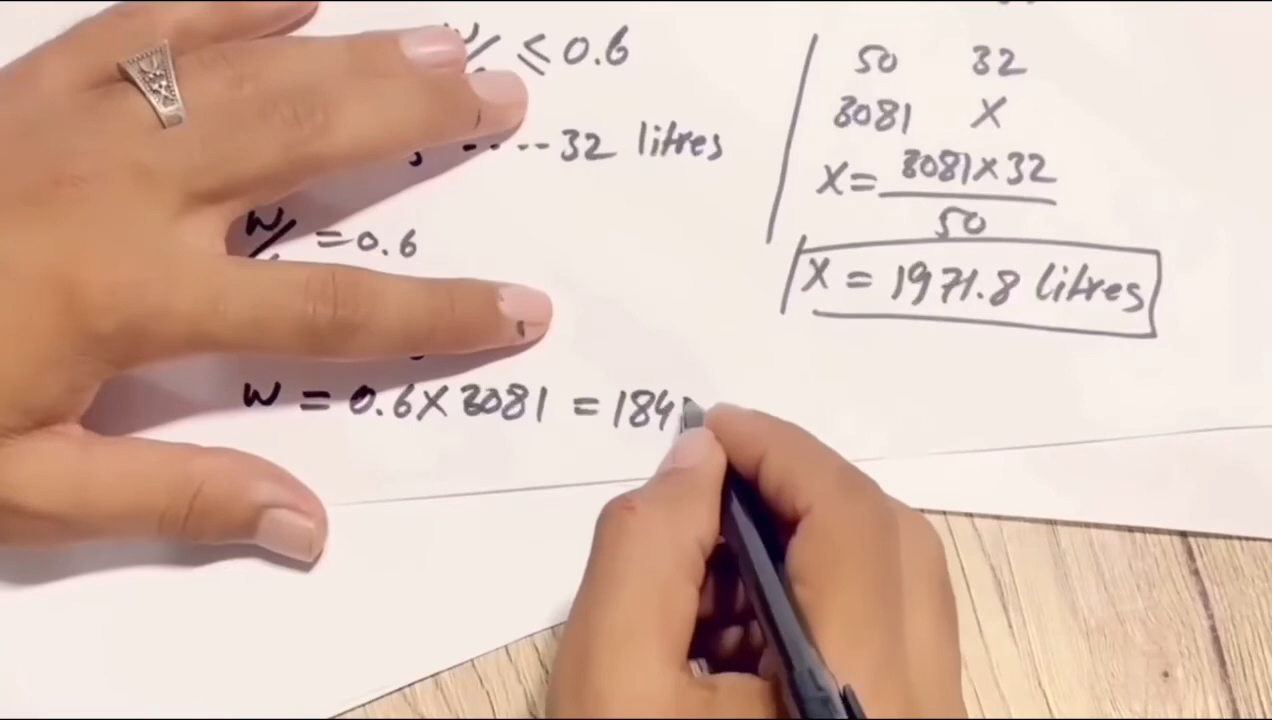 W/ ≤ 0.6
----32 litres
W/ = 0.6
W = 0.6 X 3081 = 184
50 32
3081 X
X = 3081 X 32
50
X = 1971.8 litres